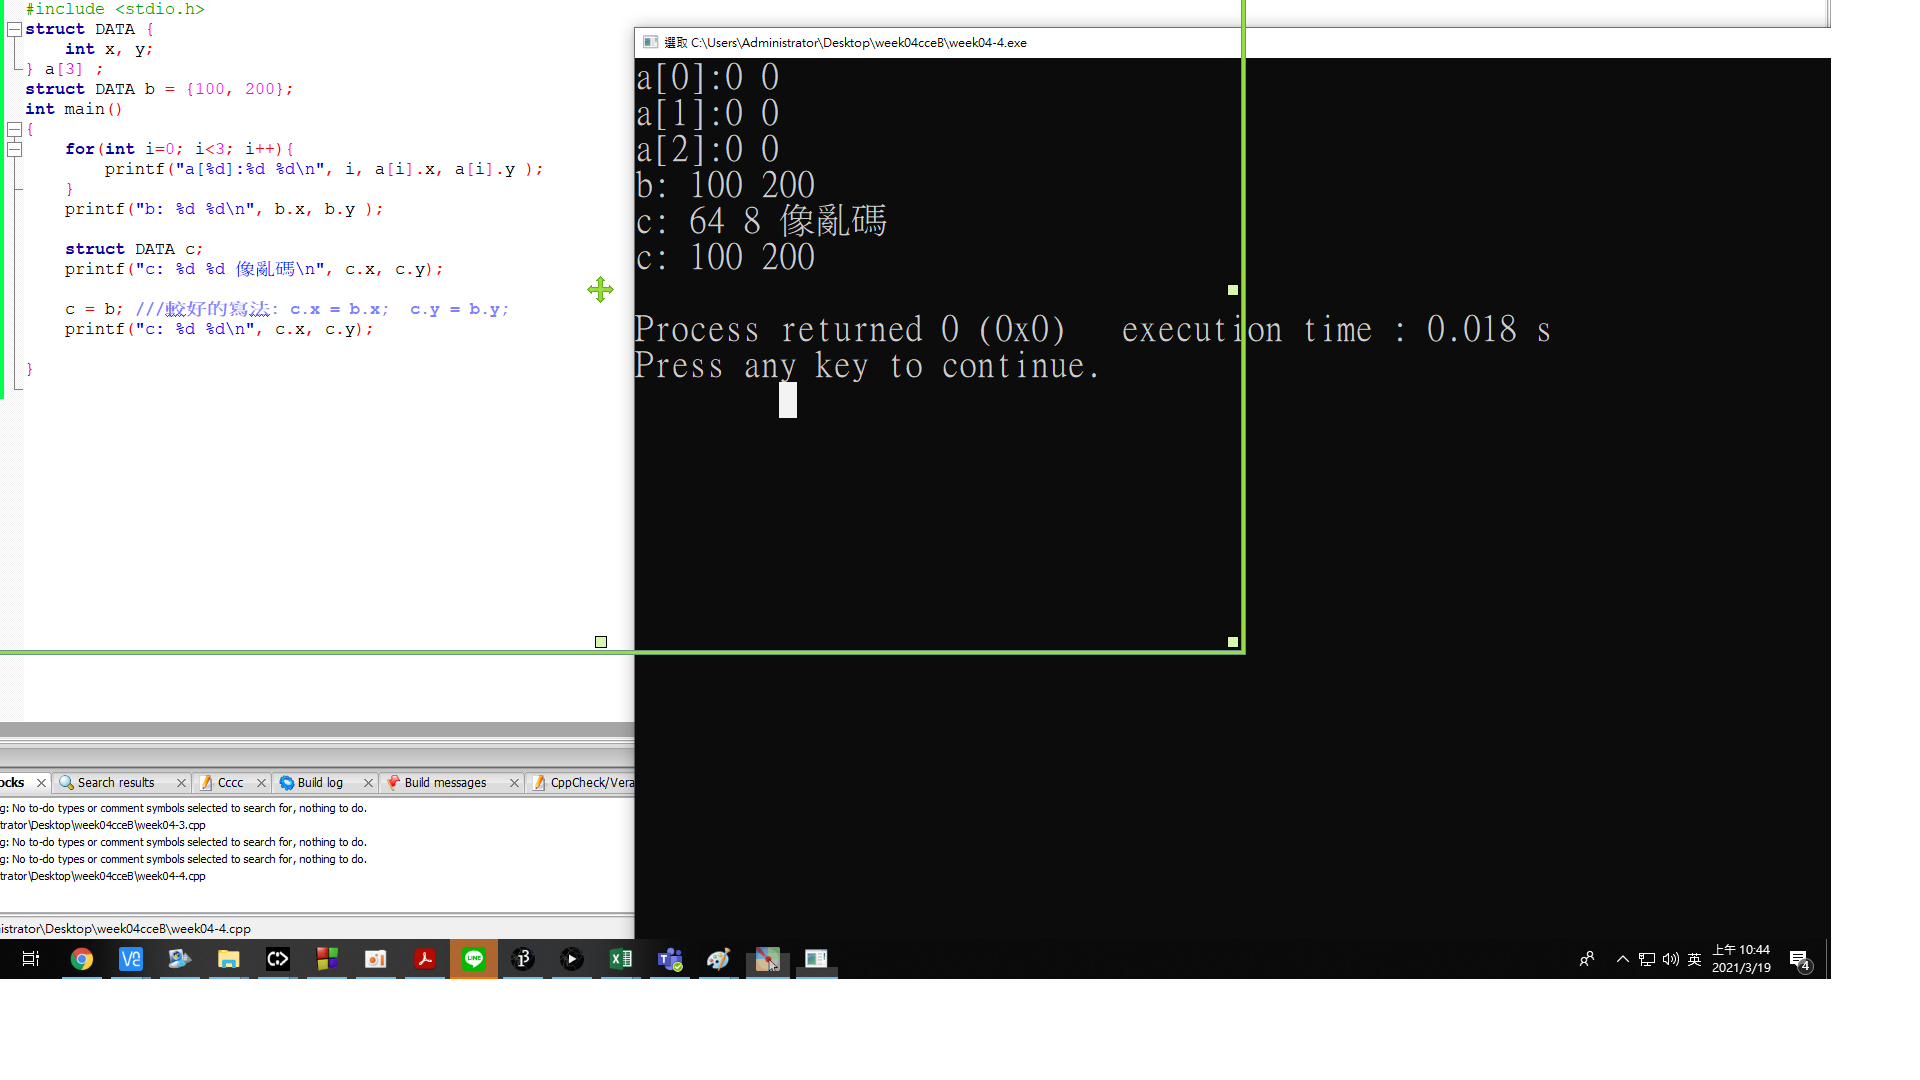 #include <stdio.h>
struct DATA {
    int x, y;
} a[3] ;
struct DATA b = {100, 200};
int main()
{
    for(int i=0; i<3; i++){
        printf("a[%d]:%d %d\n", i, a[i].x, a[i].y );
    }
    printf("b: %d %d\n", b.x, b.y );
    struct DATA c;
    printf("c: %d %d 像亂碼\n", c.x, c.y);
    c = b; ///較好的寫法: c.x = b.x;  c.y = b.y;
    printf("c: %d %d\n", c.x, c.y);
}
選取 C:\Users\Administrator\Desktop\week04cceB\week04-4.exe
a[0]:0 0
a[1]:0 0
a[2]:0 0
b: 100 200
c: 64 8 像亂碼
c: 100 200
Process returned 0 (0x0)   execution time : 0.018 s
Press any key to continue.
ocks
Search results
Cccc
Build log
Build messages
CppCheck/Vera
g: No to-do types or comment symbols selected to search for, nothing to do.
trator\Desktop\week04cceB\week04-3.cpp
g: No to-do types or comment symbols selected to search for, nothing to do.
g: No to-do types or comment symbols selected to search for, nothing to do.
trator\Desktop\week04cceB\week04-4.cpp
istrator\Desktop\week04cceB\week04-4.cpp
LINE
英
上午 10:44
2021/3/19
4